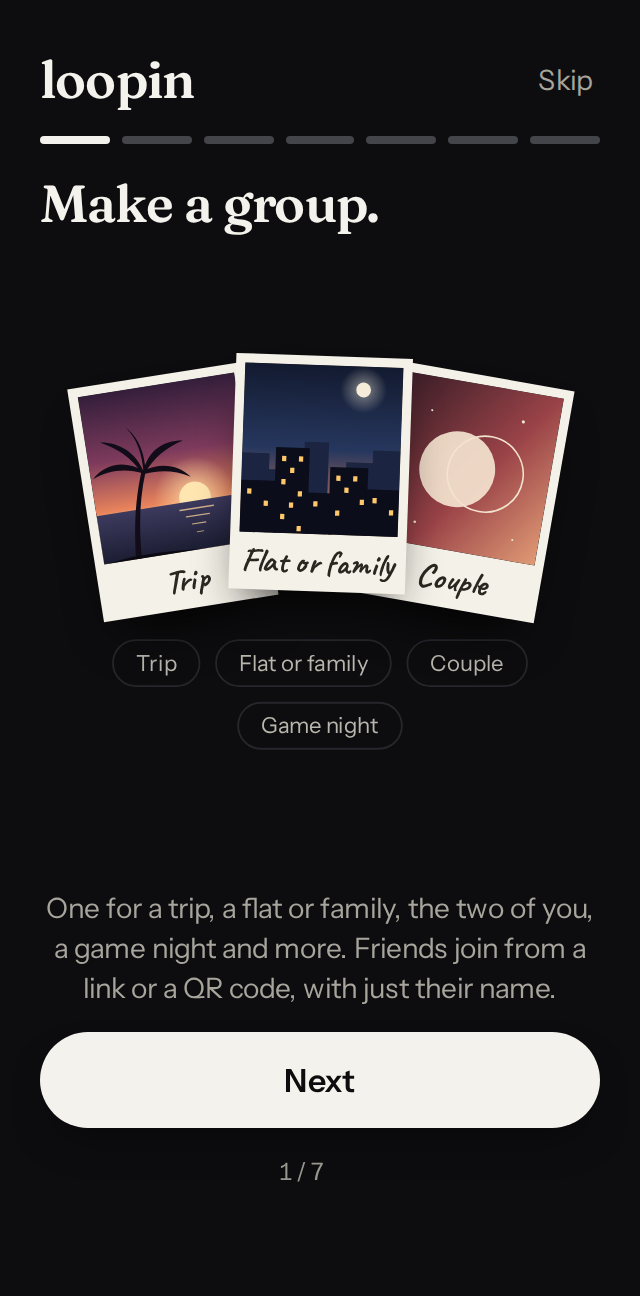 loopin
Skip
Make a group.
Trip
Flat or family
Couple
Trip
Flat or family
Couple
Game night
One for a trip, a flat or family, the two of you,
a game night and more. Friends join from a
link or a QR code, with just their name.
Next
1 / 7